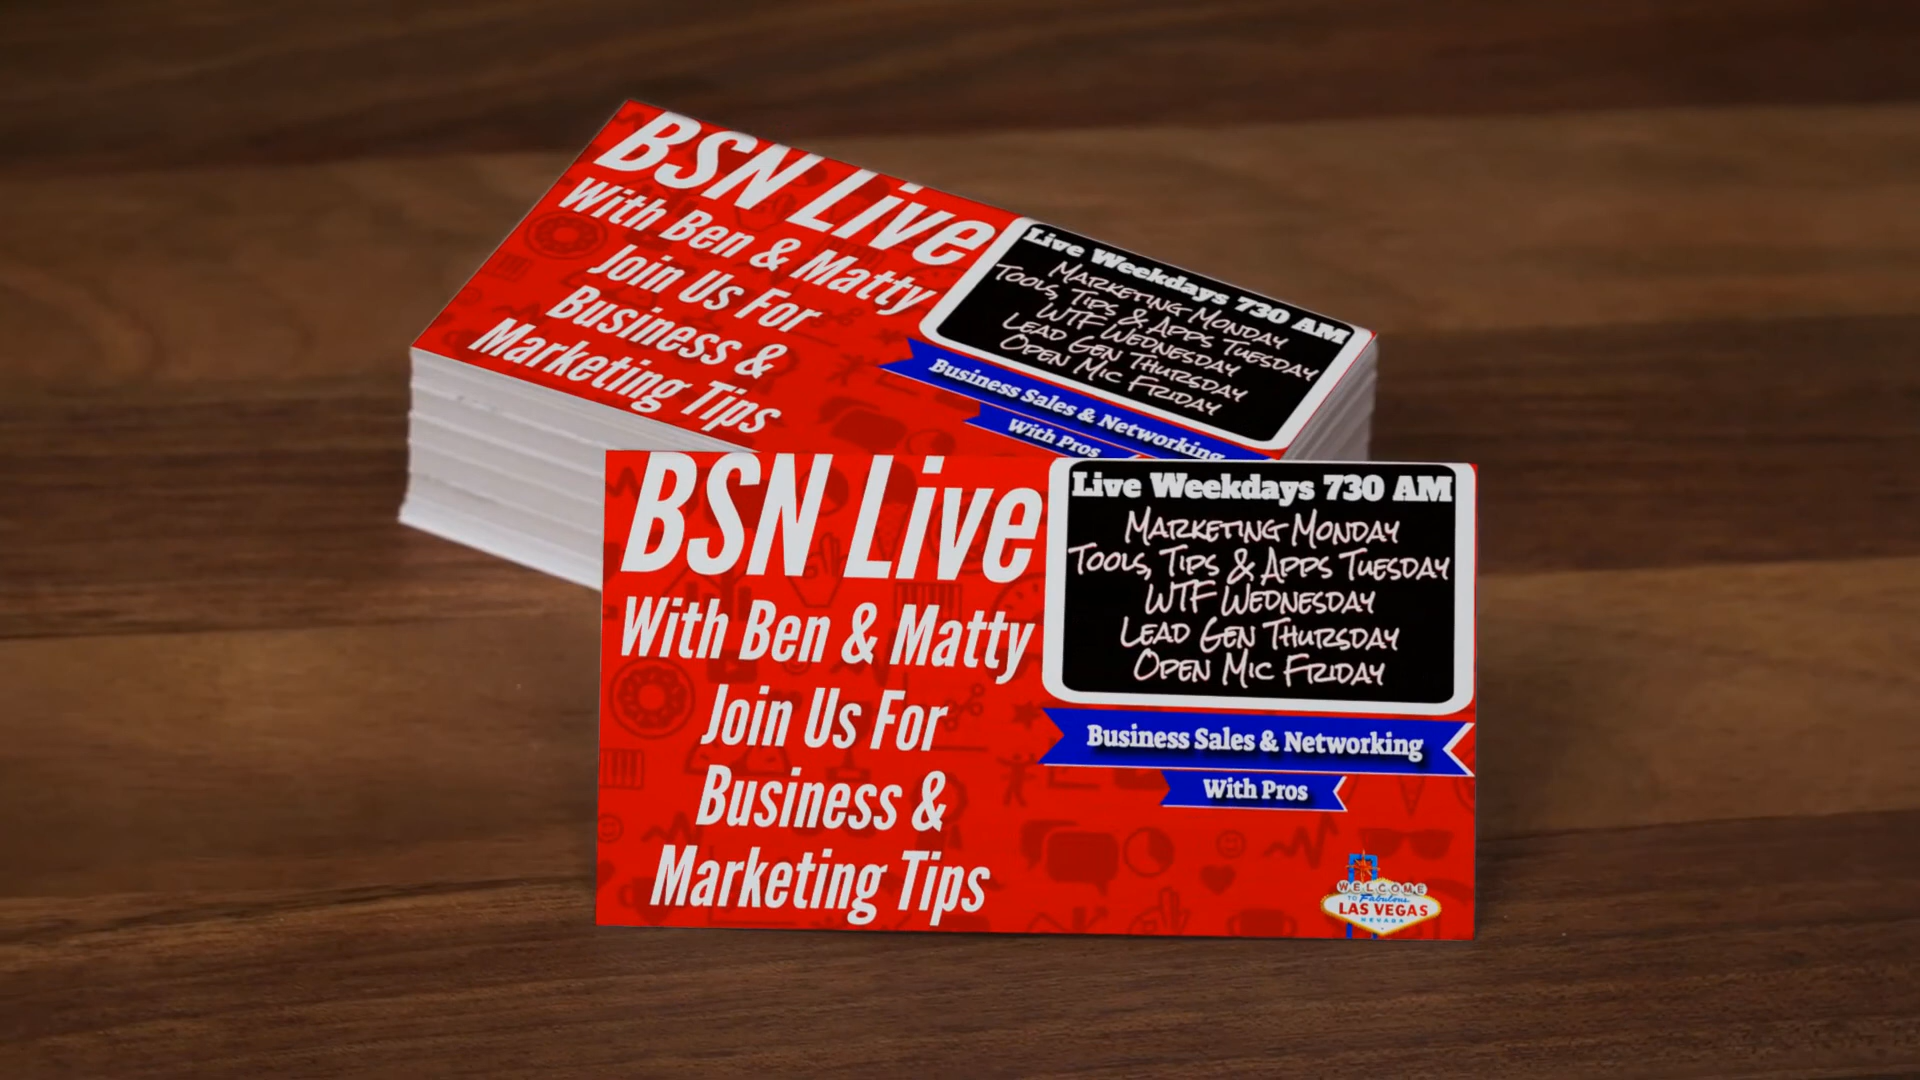 BSN Live
With Ben & Matty
Join Us For
Business &
Marketing Tips
Live Weekdays 730 AM
Marketing Monday
Tools, Tips & Apps Tuesday
WTF Wednesday
Lead Gen Thursday
Open Mic Friday
Business Sales & Networking
With Pros
BSN Live
With Ben & Matty
Join Us For
Business &
Marketing Tips
Live Weekdays 730 AM
Marketing Monday
Tools, Tips & Apps Tuesday
WTF Wednesday
Lead Gen Thursday
Open Mic Friday
Business Sales & Networking
With Pros
WELCOME
TO Fabulous
LAS VEGAS
NEVADA